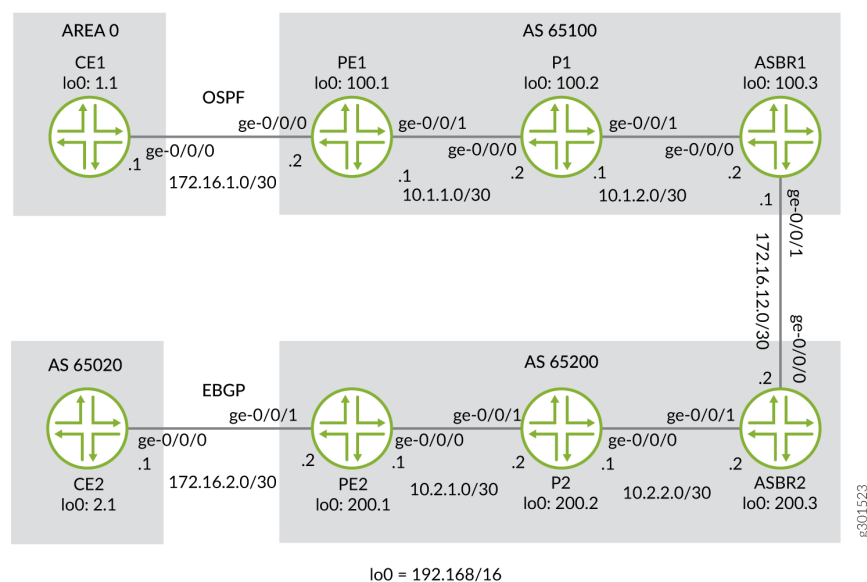 AREA 0
AS 65100
CE1
lo0: 1.1
OSPF
PE1
lo0: 100.1
P1
lo0: 100.2
ASBR1
lo0: 100.3
ge-0/0/0
ge-0/0/1
ge-0/0/1
.1
ge-0/0/0
.2
ge-0/0/0
ge-0/0/0
172.16.1.0/30
.1
10.1.1.0/30
.2
.1
10.1.2.0/30
.2
.1
ge-0/0/1
172.16.12.0/30
ge-0/0/0
.2
AS 65020
AS 65200
EBGP
ge-0/0/1
ge-0/0/1
ge-0/0/1
ge-0/0/0
ge-0/0/0
ge-0/0/0
.1
.2
.1
.2
.1
.2
172.16.2.0/30
10.2.1.0/30
10.2.2.0/30
CE2
lo0: 2.1
PE2
lo0: 200.1
P2
lo0: 200.2
ASBR2
lo0: 200.3
g301523
lo0 = 192.168/16